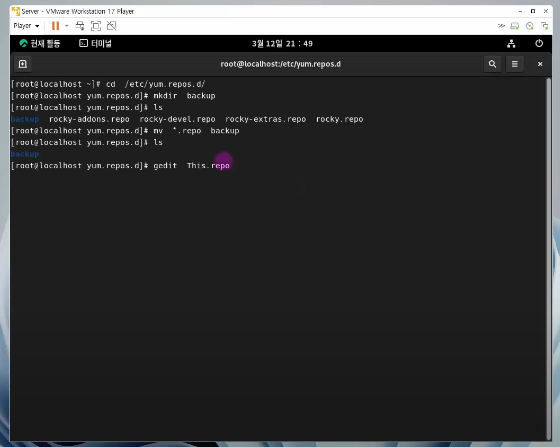 Server - VMware Workstation 17 Player
Player
현재 활동 터미널 3월 12일 21 : 49
root@localhost:/etc/yum.repos.d
[root@localhost ~]# cd /etc/yum.repos.d/
[root@localhost yum.repos.d]# mkdir backup
[root@localhost yum.repos.d]# ls
backup rocky-addons.repo rocky-devel.repo rocky-extras.repo rocky.repo
[root@localhost yum.repos.d]# mv *.repo backup
[root@localhost yum.repos.d]# ls
backup
[root@localhost yum.repos.d]# gedit This.repo